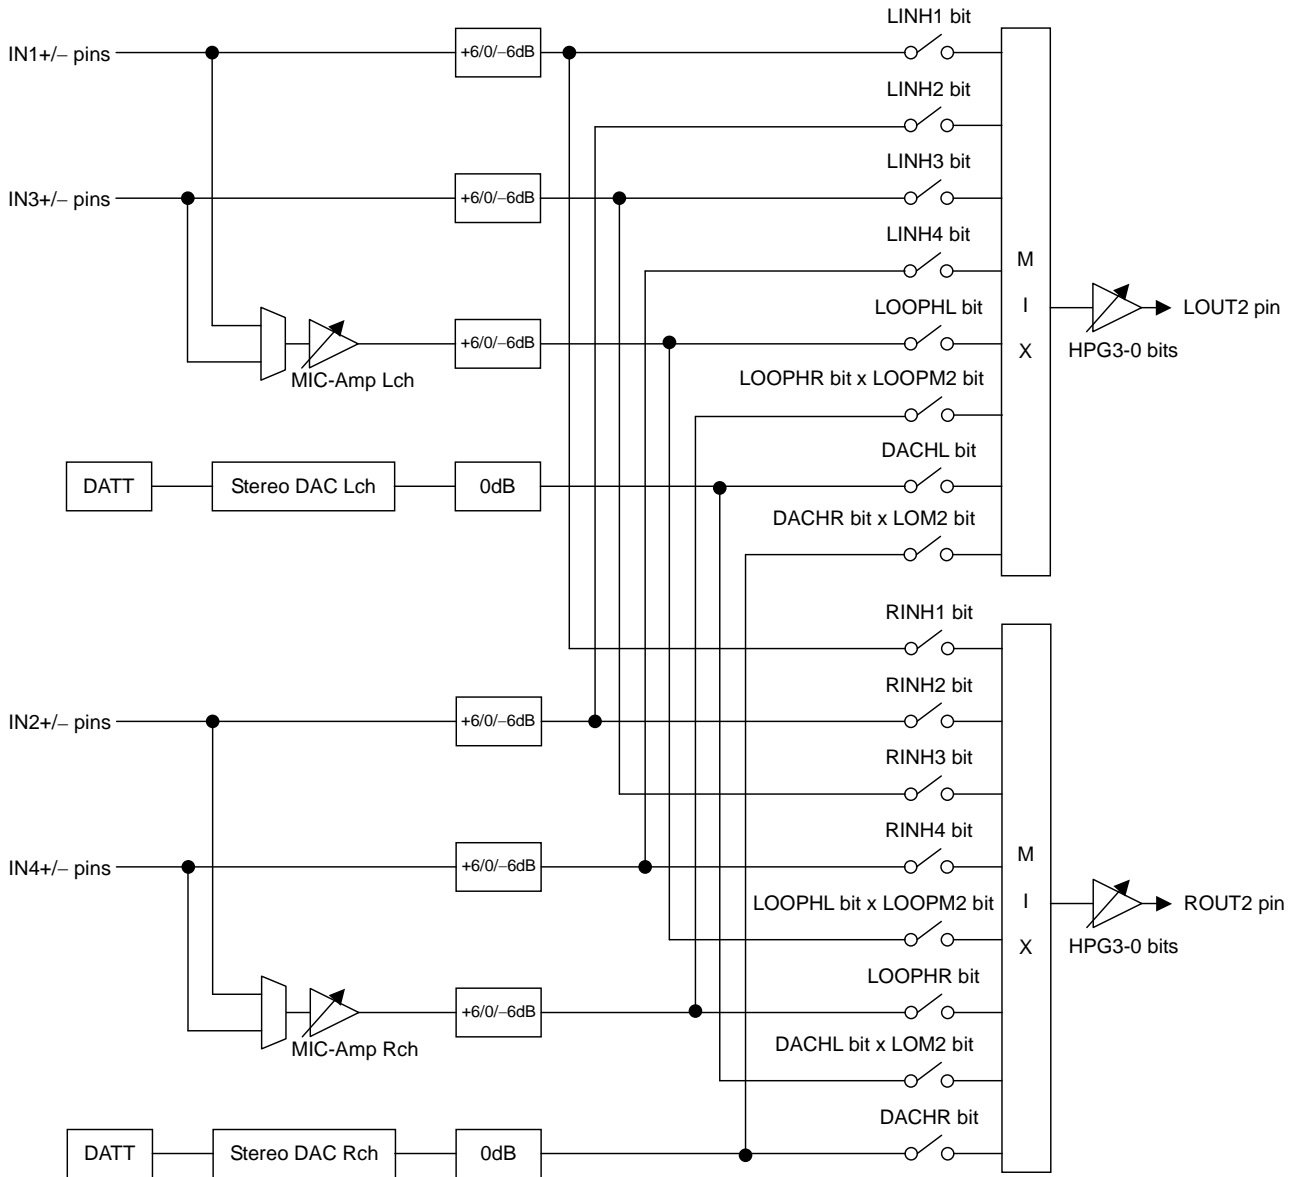 LINH1 bit
IN1+/− pins
+6/0/−6dB
LINH2 bit
LINH3 bit
IN3+/− pins
+6/0/−6dB
LINH4 bit
M
I
X
LOOPHL bit
LOUT2 pin
+6/0/−6dB
HPG3-0 bits
MIC-Amp Lch
LOOPHR bit x LOOPM2 bit
DACHL bit
DATT
Stereo DAC Lch
0dB
DACHR bit x LOM2 bit
RINH1 bit
RINH2 bit
IN2+/− pins
+6/0/−6dB
RINH3 bit
RINH4 bit
IN4+/− pins
+6/0/−6dB
M
I
X
LOOPHL bit x LOOPM2 bit
ROUT2 pin
HPG3-0 bits
LOOPHR bit
+6/0/−6dB
MIC-Amp Rch
DACHL bit x LOM2 bit
DACHR bit
DATT
Stereo DAC Rch
0dB